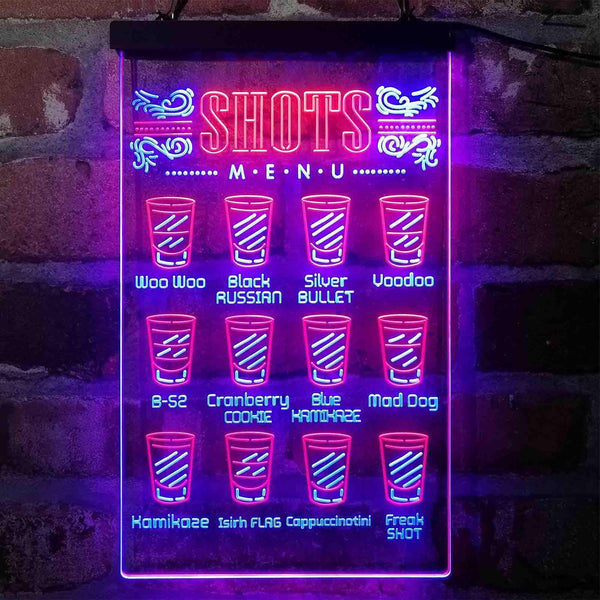 SHOTS
M·E·N·U
Woo Woo
Black
RUSSIAN
Silver
BULLET
Voodoo
B-52
Cranberry
COOKIE
Blue
KAMIKAZE
Mad Dog
Kamikaze
Isirh FLAG
Cappuccinotini
Freak
SHOT